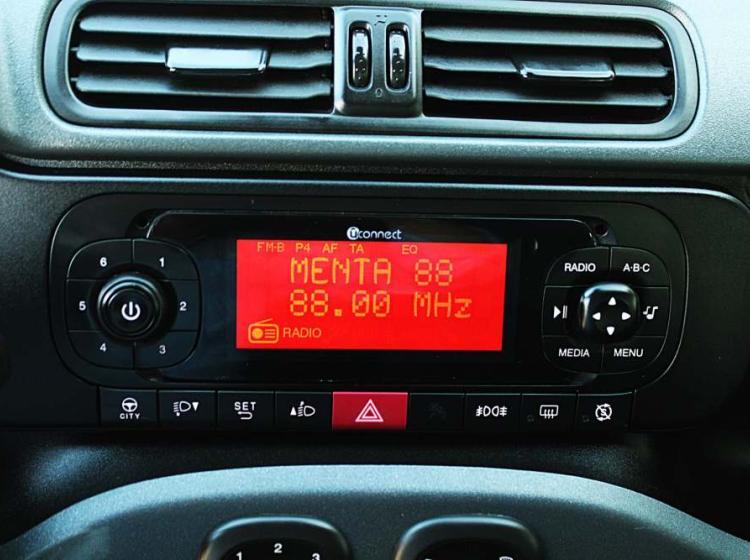 uconnect
FM-B P4 AF TA EQ
MENTA 88
88.00 MHz
RADIO
6 1
5 2
4 3
RADIO A·B·C
MEDIA MENU
CITY
SET
1 2 3